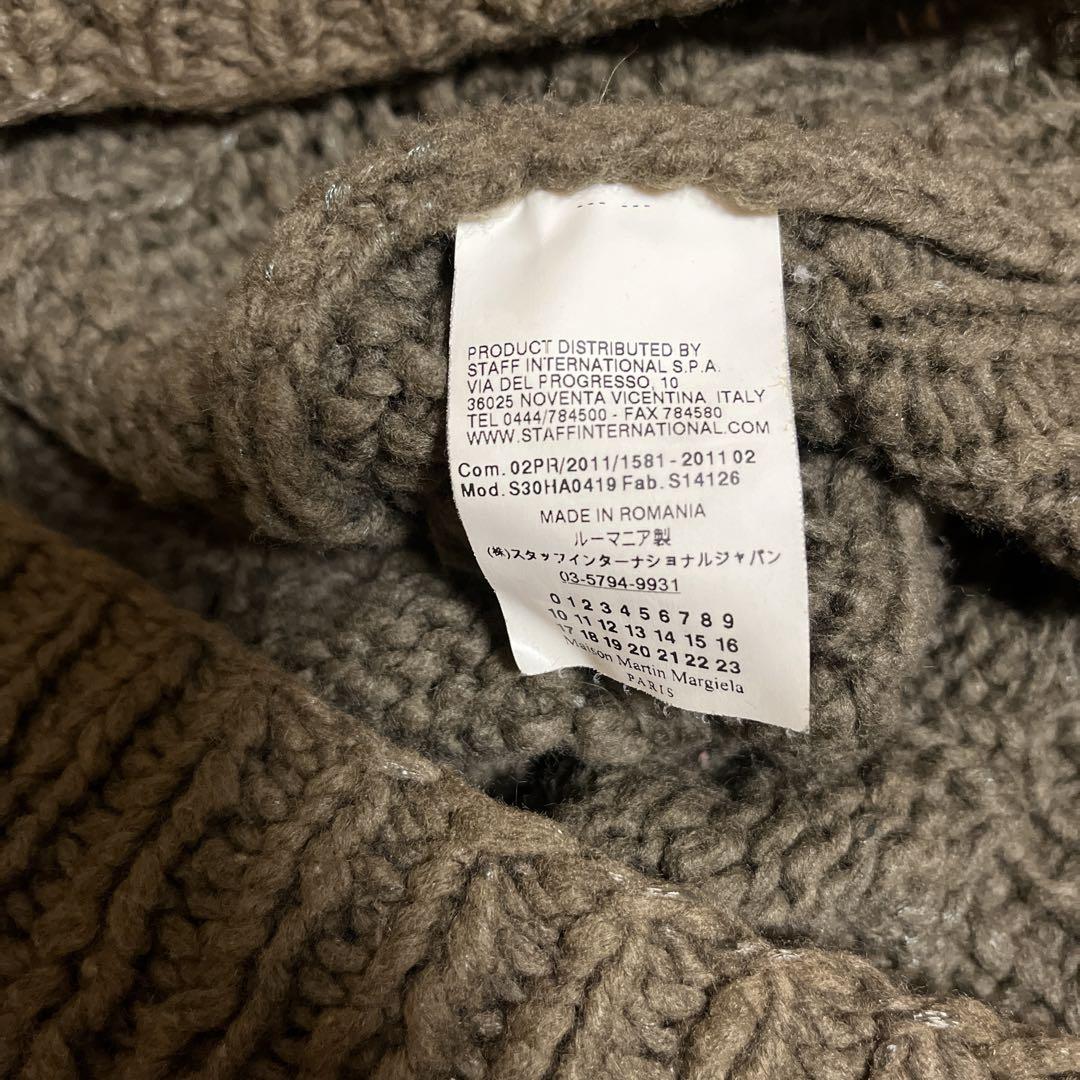 PRODUCT DISTRIBUTED BY
STAFF INTERNATIONAL S.P.A.
VIA DEL PROGRESSO, 10
36025 NOVENTA VICENTINA, ITALY
TEL 0444/784500 - FAX 784580
WWW.STAFFINTERNATIONAL.COM
Com. 02PR/2011/1581 - 2011 02
Mod. S30HA0419 Fab. S14126
MADE IN ROMANIA
ルーマニア製
(株)スタッフインターナショナルジャパン
03-5794-9931
0 1 2 3 4 5 6 7 8 9
10 11 12 13 14 15 16
17 18 19 20 21 22 23
Maison Martin Margiela
PARIS